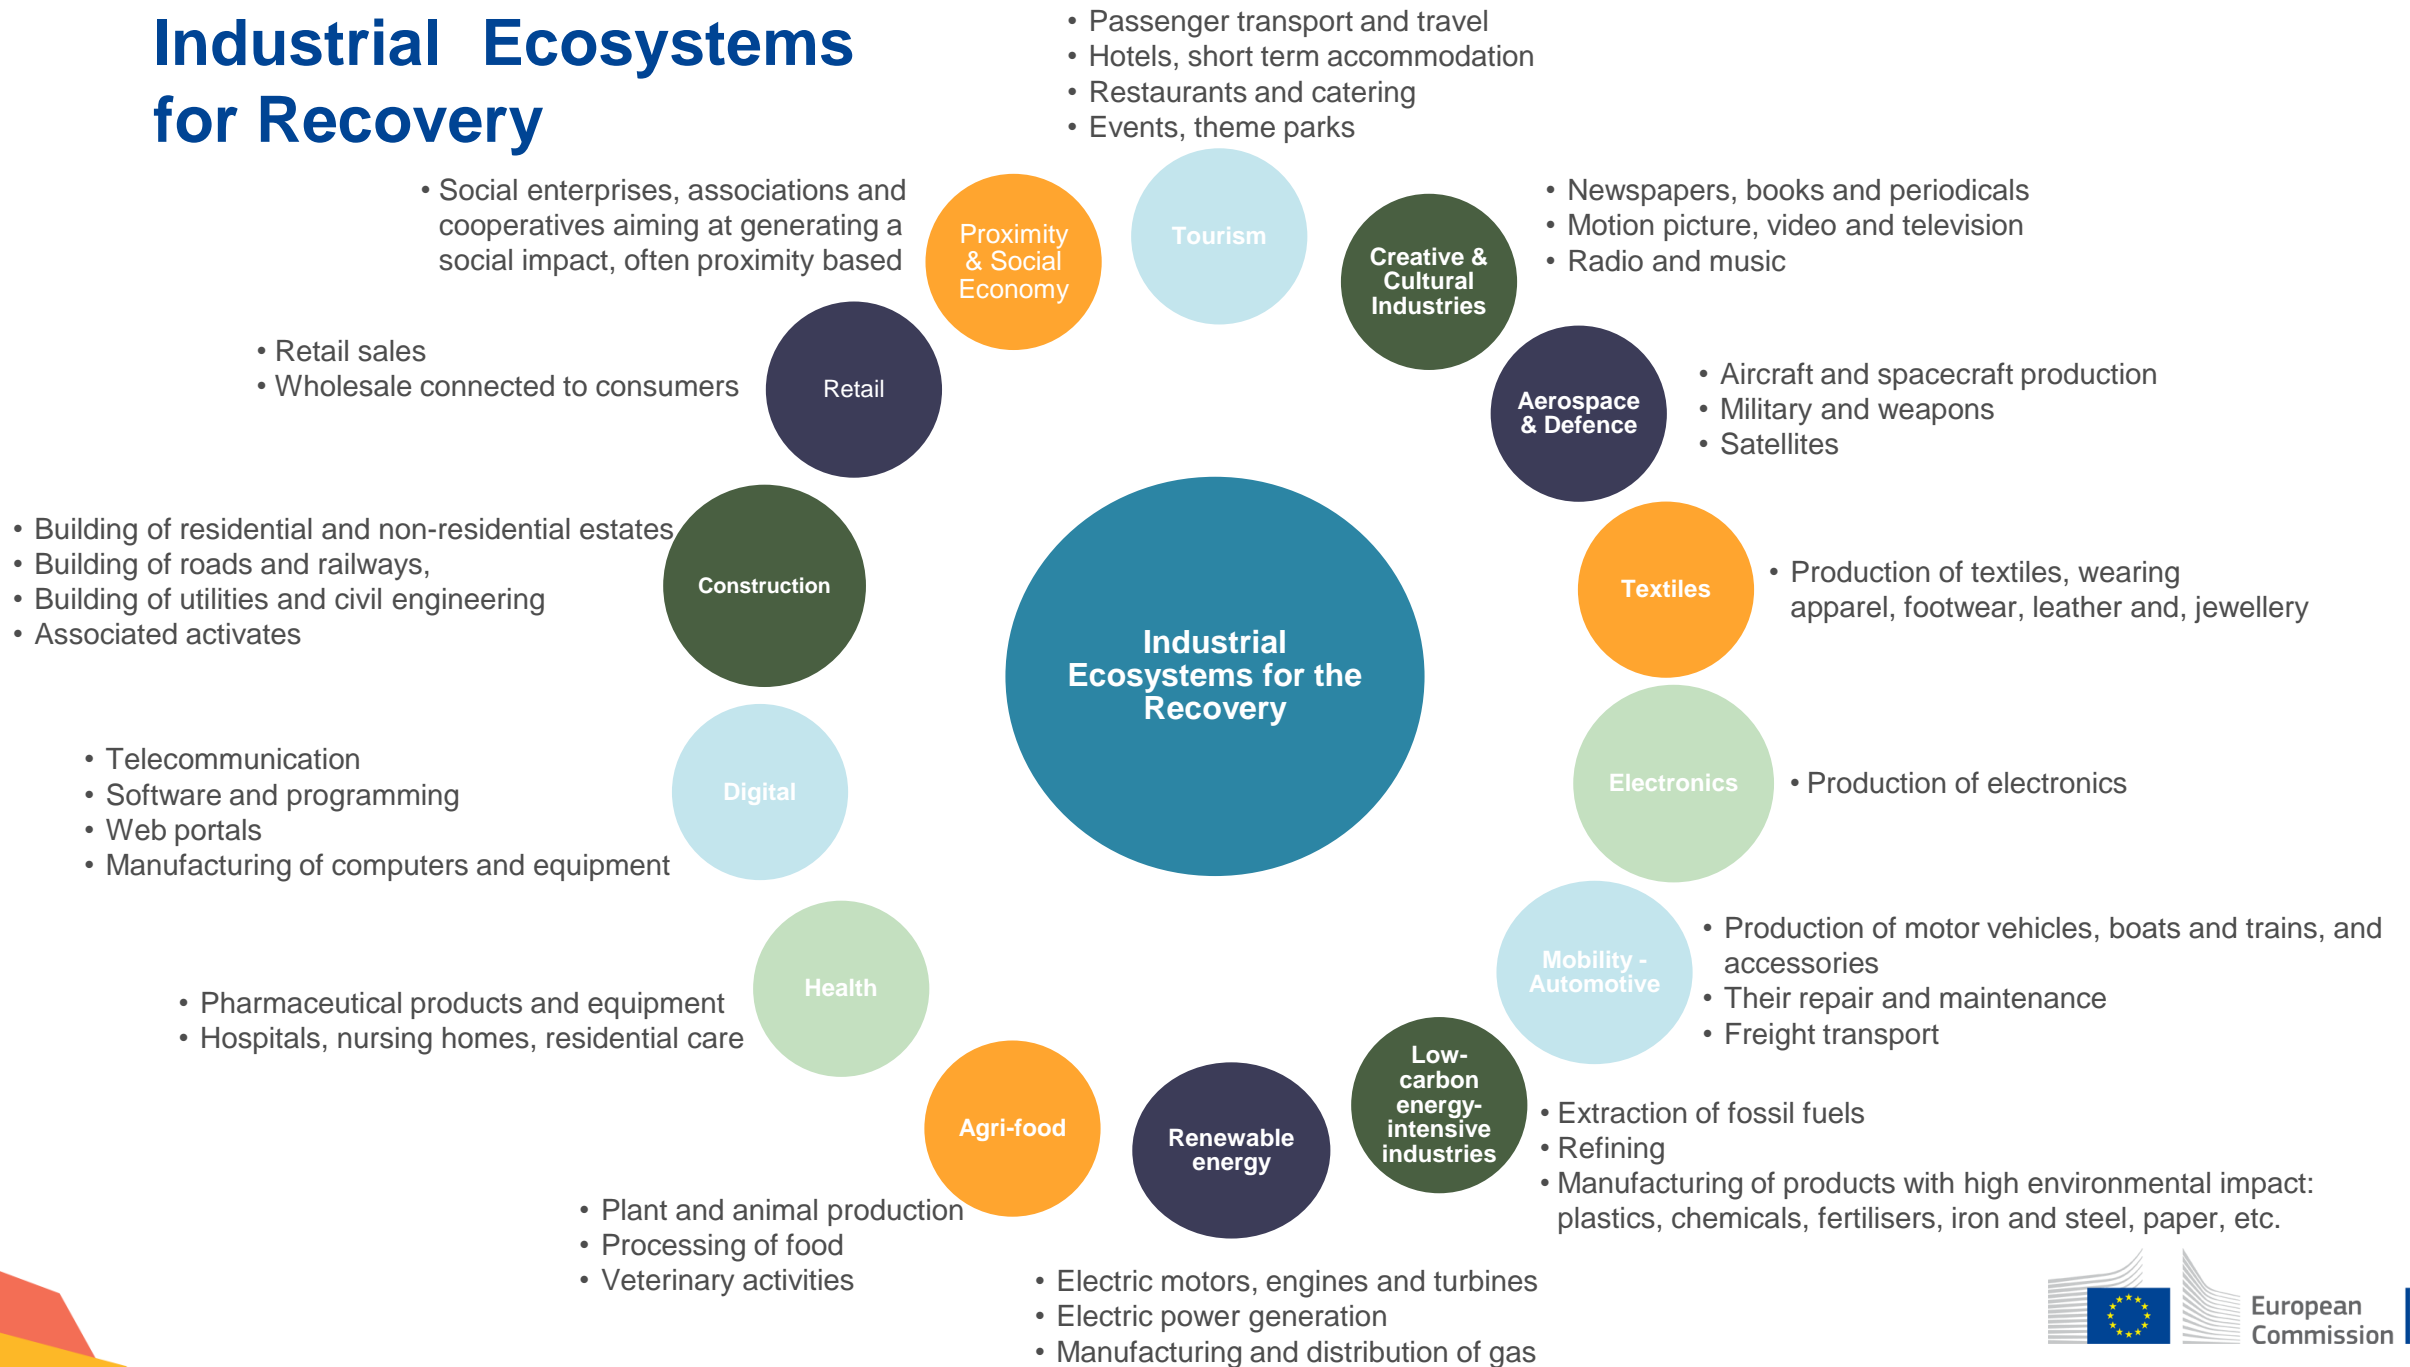 Industrial Ecosystems
for Recovery
• Passenger transport and travel
• Hotels, short term accommodation
• Restaurants and catering
• Events, theme parks
Tourism
• Newspapers, books and periodicals
• Motion picture, video and television
• Radio and music
Creative &
Cultural
Industries
• Aircraft and spacecraft production
• Military and weapons
• Satellites
Aerospace
& Defence
Textiles
• Production of textiles, wearing
apparel, footwear, leather and, jewellery
Electronics
• Production of electronics
Mobility -
Automotive
• Production of motor vehicles, boats and trains, and
accessories
• Their repair and maintenance
• Freight transport
Low-
carbon
energy-
intensive
industries
• Extraction of fossil fuels
• Refining
• Manufacturing of products with high environmental impact:
plastics, chemicals, fertilisers, iron and steel, paper, etc.
Renewable
energy
• Electric motors, engines and turbines
• Electric power generation
• Manufacturing and distribution of gas
Agri-food
• Plant and animal production
• Processing of food
• Veterinary activities
Health
• Pharmaceutical products and equipment
• Hospitals, nursing homes, residential care
Digital
• Telecommunication
• Software and programming
• Web portals
• Manufacturing of computers and equipment
Construction
• Building of residential and non-residential estates
• Building of roads and railways,
• Building of utilities and civil engineering
• Associated activates
Retail
• Retail sales
• Wholesale connected to consumers
Proximity
& Social
Economy
• Social enterprises, associations and
cooperatives aiming at generating a
social impact, often proximity based
Industrial
Ecosystems for the
Recovery
European
Commission